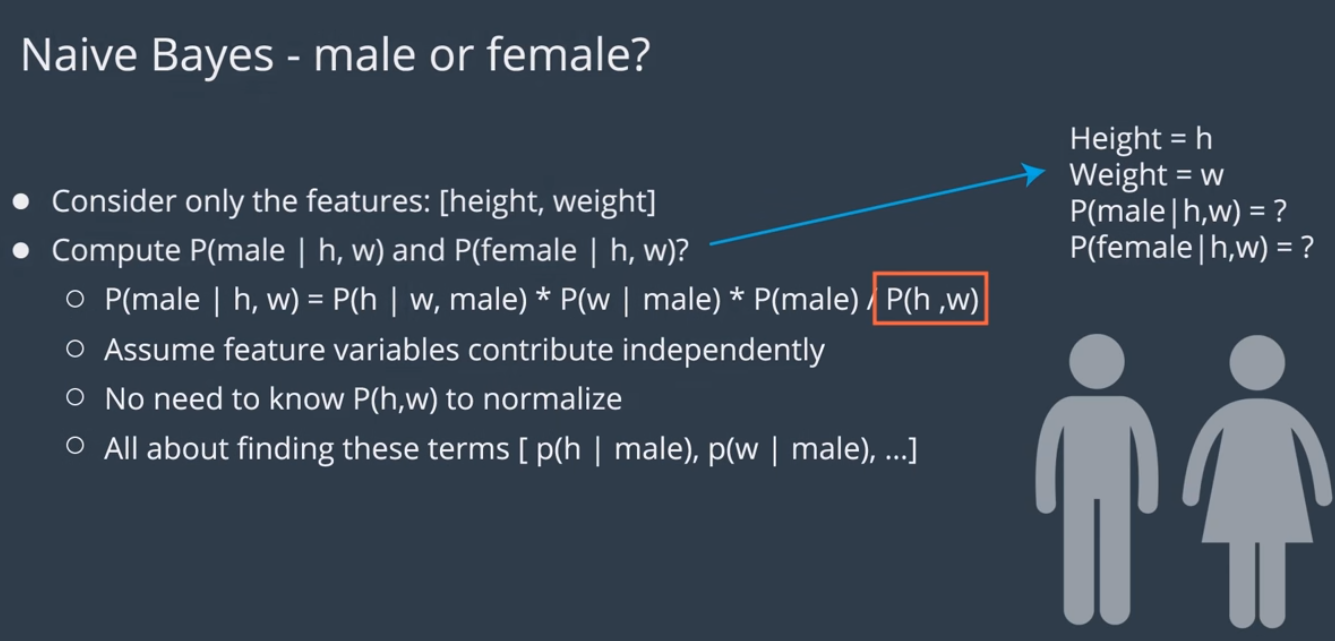 Naive Bayes - male or female?
Height = h
Weight = w
P(male|h,w) = ?
P(female|h,w) = ?
● Consider only the features: [height, weight]
● Compute P(male | h, w) and P(female | h, w)?
○ P(male | h, w) = P(h | w, male) * P(w | male) * P(male) / P(h ,w)
○ Assume feature variables contribute independently
○ No need to know P(h,w) to normalize
○ All about finding these terms [ p(h | male), p(w | male), ...]